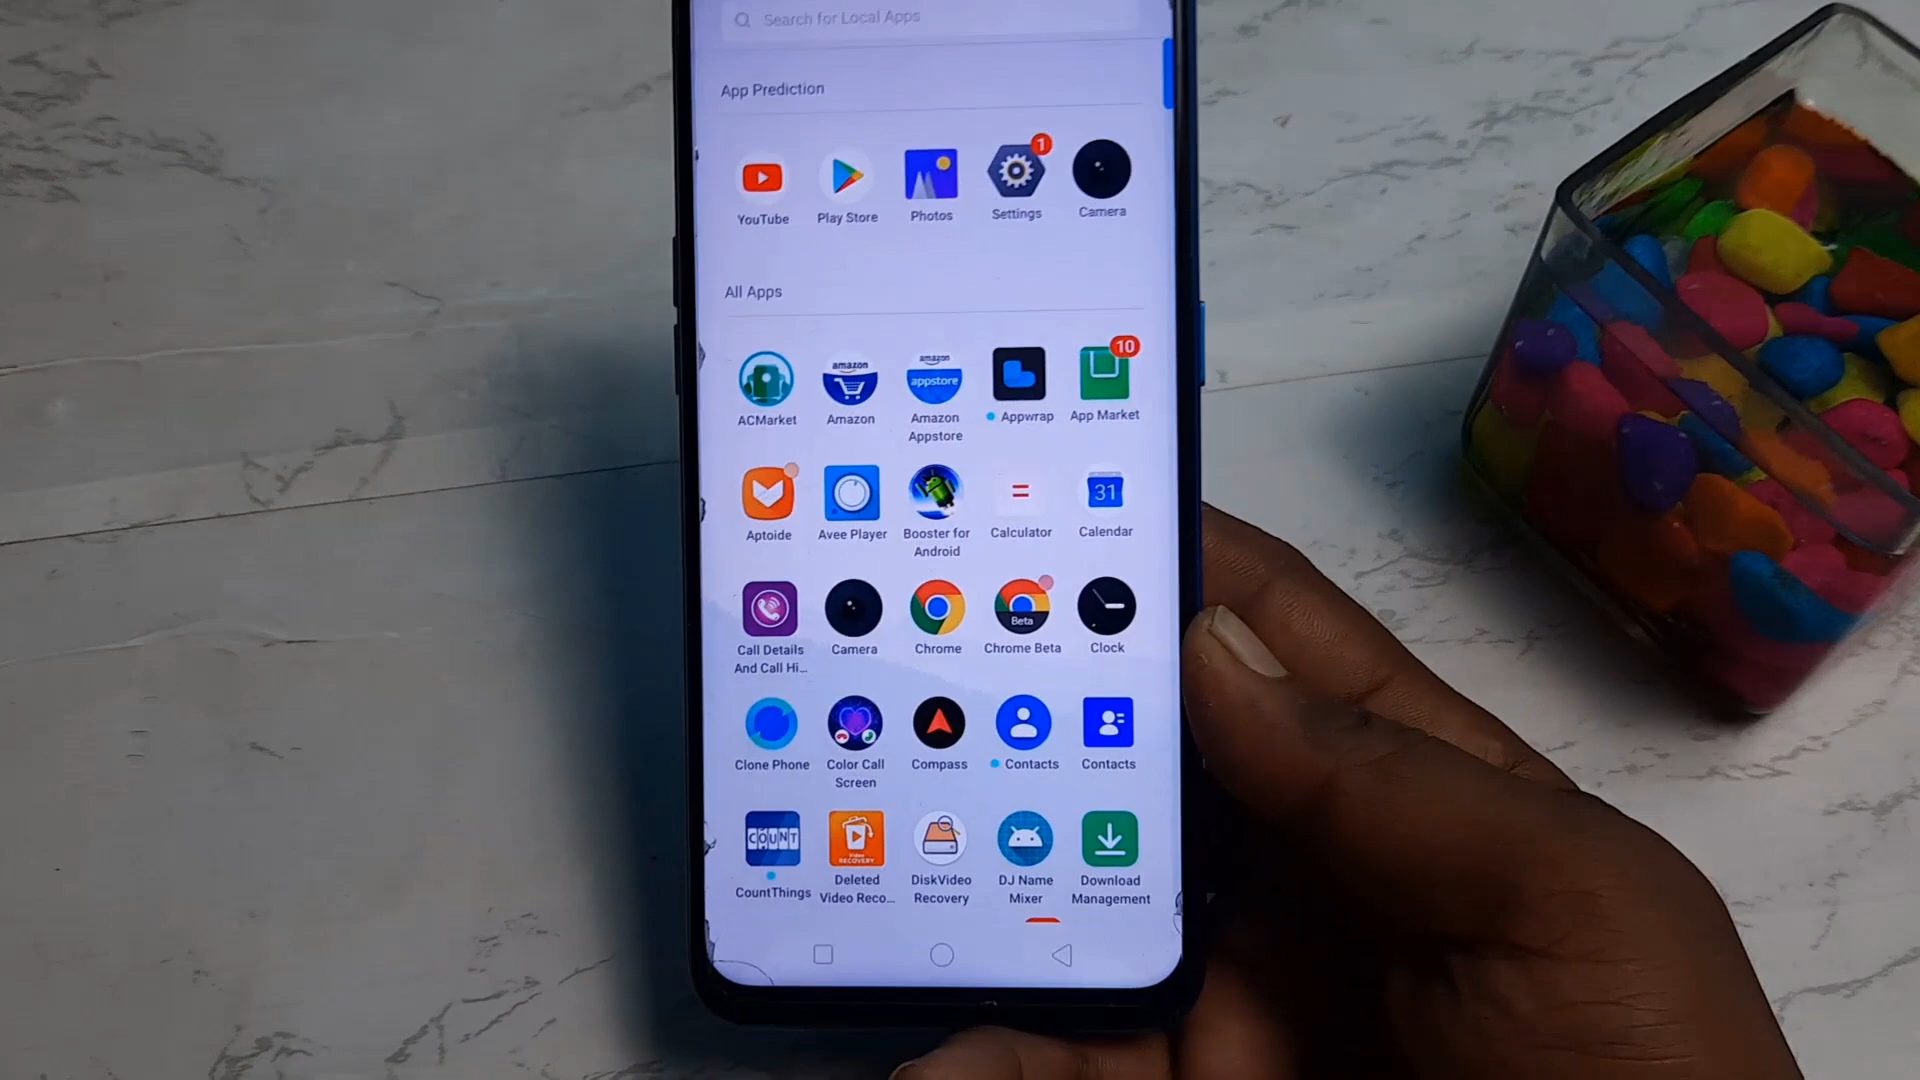 Search for Local Apps
App Prediction
1
YouTube Play Store Photos Settings Camera
All Apps
amazon amazon appstore 10
ACMarket Amazon Amazon Appstore Appwrap App Market
31
Aptoide Avee Player Booster for Android Calculator Calendar
Beta
Call Details And Call Hi... Camera Chrome Chrome Beta Clock
Clone Phone Color Call Screen Compass Contacts Contacts
COUNT Video RECOVERY
CountThings Deleted Video Reco... DiskVideo Recovery DJ Name Mixer Download Management